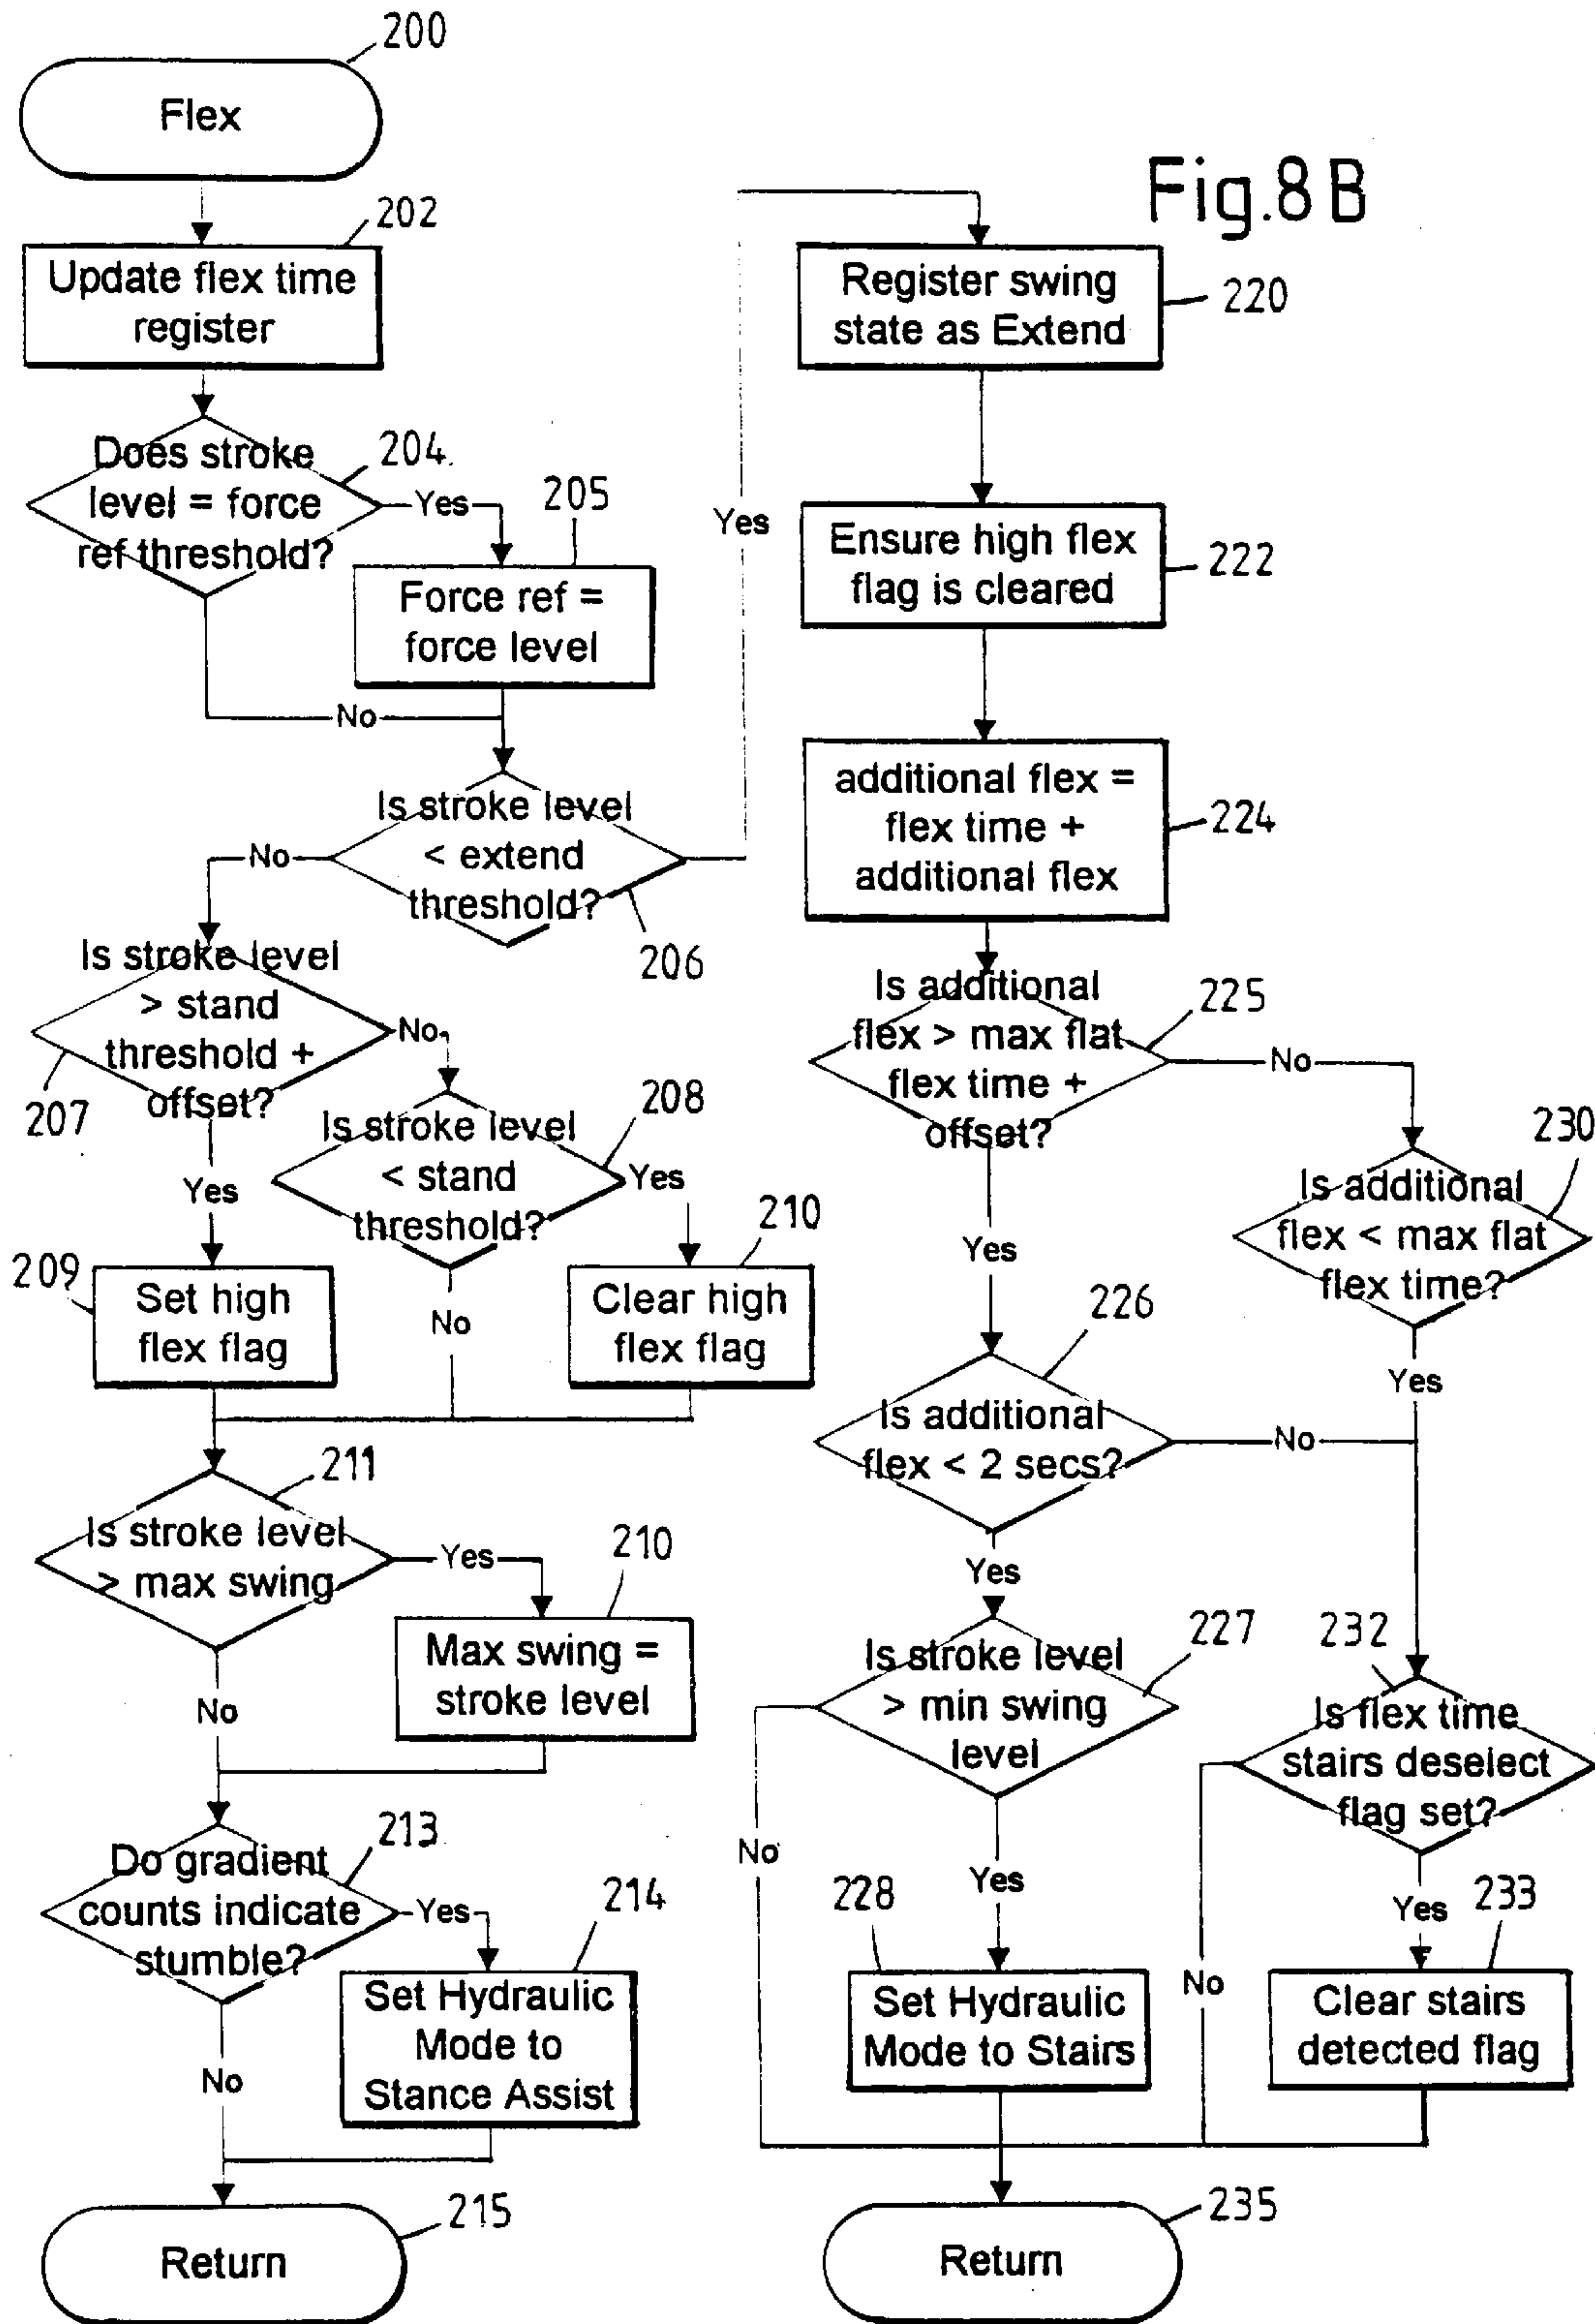 Fig.8B
200
Flex
202
Update flex time
register
204
Does stroke
level = force
ref threshold?
Yes
205
Force ref =
force level
No
Is stroke level
< extend
threshold?
206
Yes
No
Is stroke level
> stand
threshold +
offset?
207
No
Yes
208
Is stroke level
< stand
threshold?
Yes
No
209
Set high
flex flag
210
Clear high
flex flag
211
Is stroke level
> max swing
Yes
210
Max swing =
stroke level
No
213
Do gradient
counts indicate
stumble?
Yes
214
Set Hydraulic
Mode to
Stance Assist
No
215
Return
Register swing
state as Extend
220
Ensure high flex
flag is cleared
222
additional flex =
flex time +
additional flex
224
Is additional
flex > max flat
flex time +
offset?
225
No
Yes
230
Is additional
flex < max flat
flex time?
Yes
226
Is additional
flex < 2 secs?
No
Yes
227
Is stroke level
> min swing
level
No
Yes
228
Set Hydraulic
Mode to Stairs
232
Is flex time
stairs deselect
flag set?
No
Yes
233
Clear stairs
detected flag
235
Return